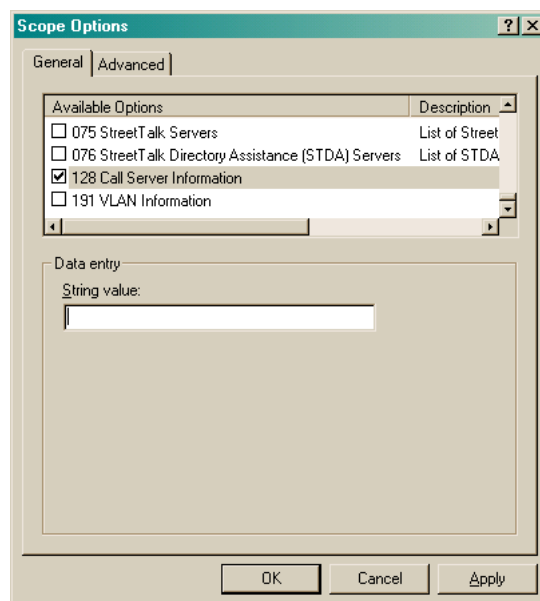 Scope Options
General Advanced
Available Options Description
075 StreetTalk Servers List of Street
076 StreetTalk Directory Assistance (STDA) Servers List of STDA
128 Call Server Information
191 VLAN Information
Data entry
String value:
OK Cancel Apply